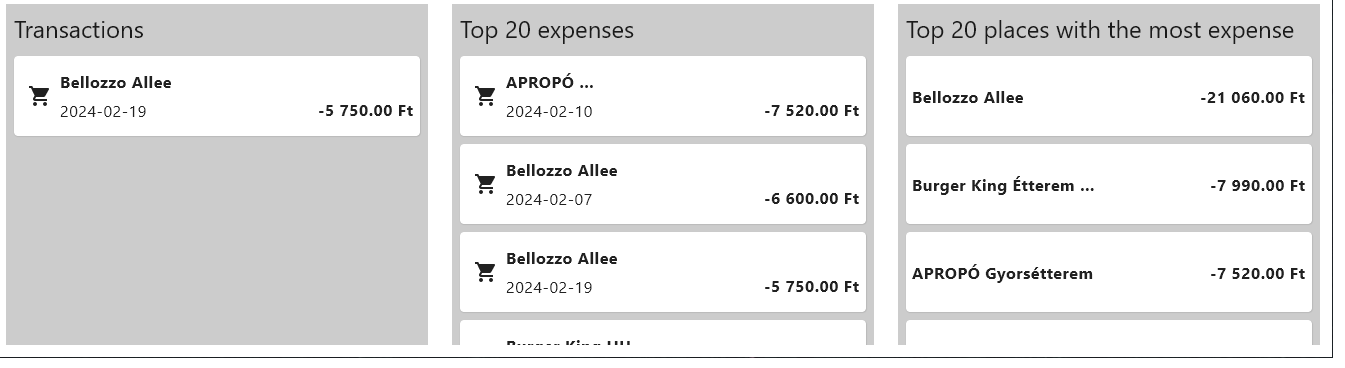 Transactions
Bellozzo Allee
2024-02-19
-5 750.00 Ft
Top 20 expenses
APROPÓ ...
2024-02-10
-7 520.00 Ft
Bellozzo Allee
2024-02-07
-6 600.00 Ft
Bellozzo Allee
2024-02-19
-5 750.00 Ft
Burger King
Top 20 places with the most expense
Bellozzo Allee
-21 060.00 Ft
Burger King Étterem ...
-7 990.00 Ft
APROPÓ Gyorsétterem
-7 520.00 Ft